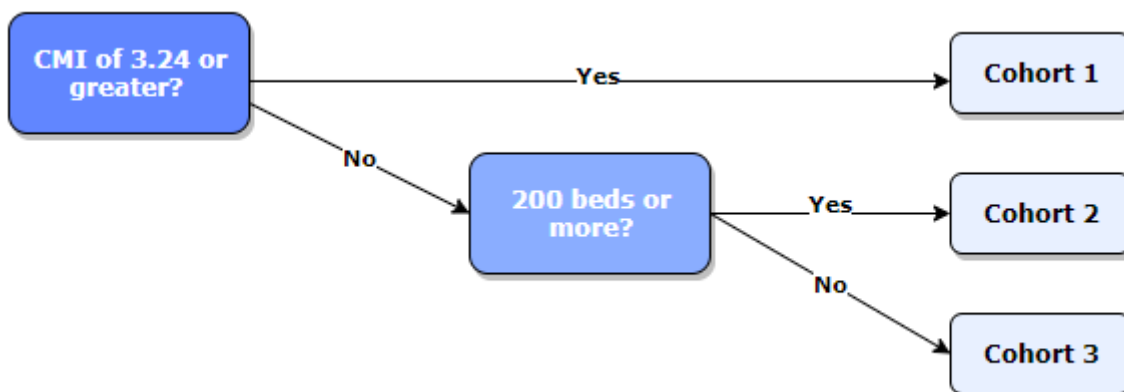 CMI of 3.24 or
greater?
Yes
Cohort 1
No
200 beds or
more?
Yes
Cohort 2
No
Cohort 3